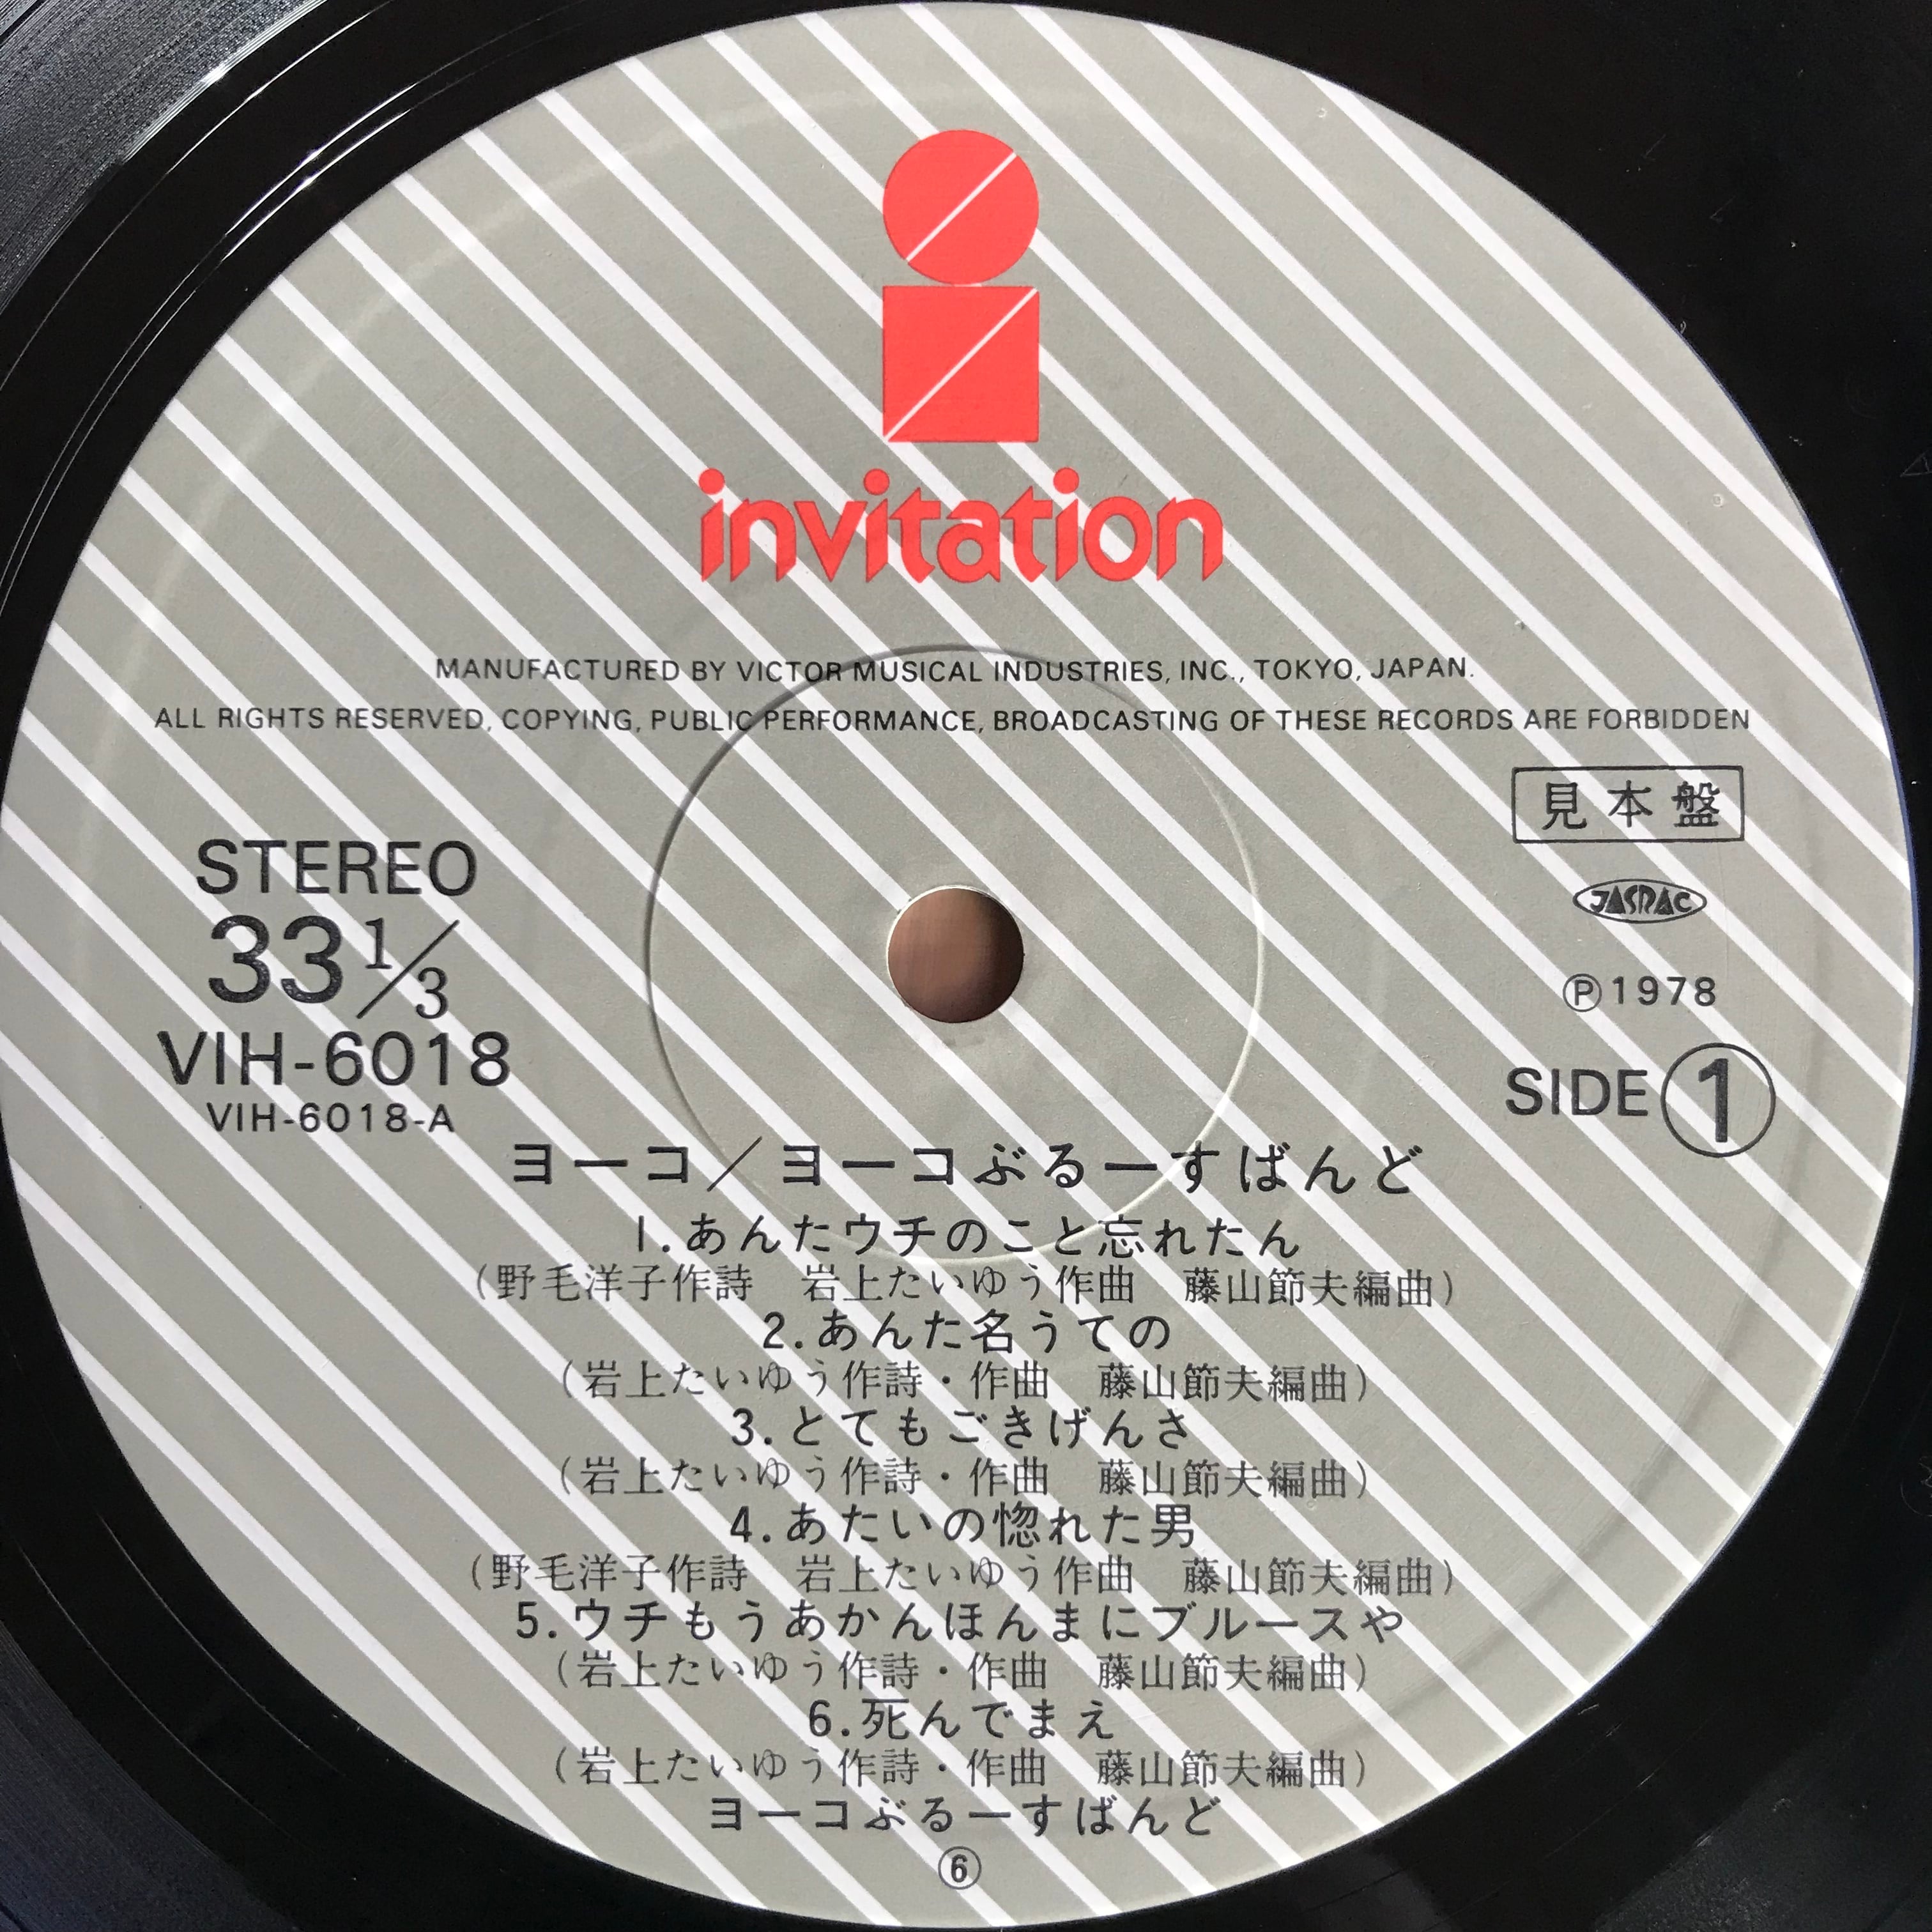 invitation
MANUFACTURED BY VICTOR MUSICAL INDUSTRIES, INC., TOKYO, JAPAN.
ALL RIGHTS RESERVED, COPYING, PUBLIC PERFORMANCE, BROADCASTING OF THESE RECORDS ARE FORBIDDEN
見本盤
STEREO
JASRAC
33 1/3
Ⓟ1978
VIH-6018
SIDE ①
VIH-6018-A
ヨーコ／ヨーコぶるーすばんど
1.あんたウチのこと忘れたん
(野毛洋子作詩　岩上たいゆう作曲　藤山節夫編曲)
2.あんた名うての
(岩上たいゆう作詩・作曲　藤山節夫編曲)
3.とてもごきげんさ
(岩上たいゆう作詩・作曲　藤山節夫編曲)
4.あたいの惚れた男
(野毛洋子作詩　岩上たいゆう作曲　藤山節夫編曲)
5.ウチもうあかんほんまにブルースや
(岩上たいゆう作詩・作曲　藤山節夫編曲)
6.死んでまえ
(岩上たいゆう作詩・作曲　藤山節夫編曲)
ヨーコぶるーすばんど
⑥